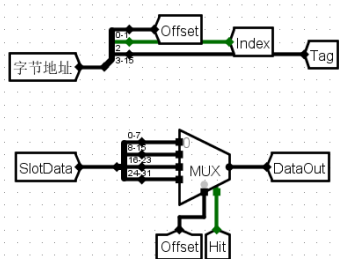 Offset
0-1
Index
2
3-15
Tag
字节地址
0-7
0
8-15
SlotData
16-23
MUX
DataOut
24-31
Offset
Hit